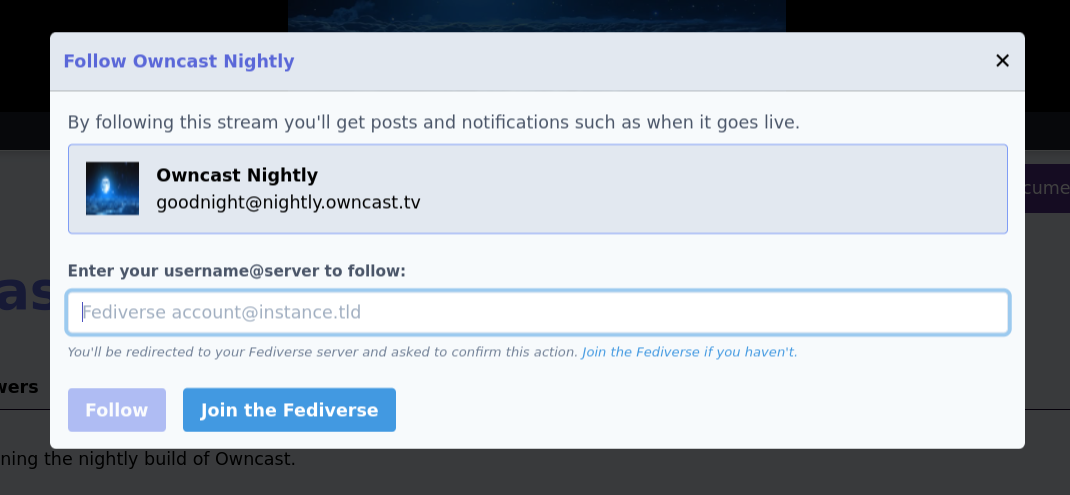 Follow Owncast Nightly
✕
By following this stream you'll get posts and notifications such as when it goes live.
Owncast Nightly
goodnight@nightly.owncast.tv
cume
Enter your username@server to follow:
as
Fediverse account@instance.tld
You'll be redirected to your Fediverse server and asked to confirm this action. Join the Fediverse if you haven't.
wers
Follow
Join the Fediverse
ning the nightly build of Owncast.